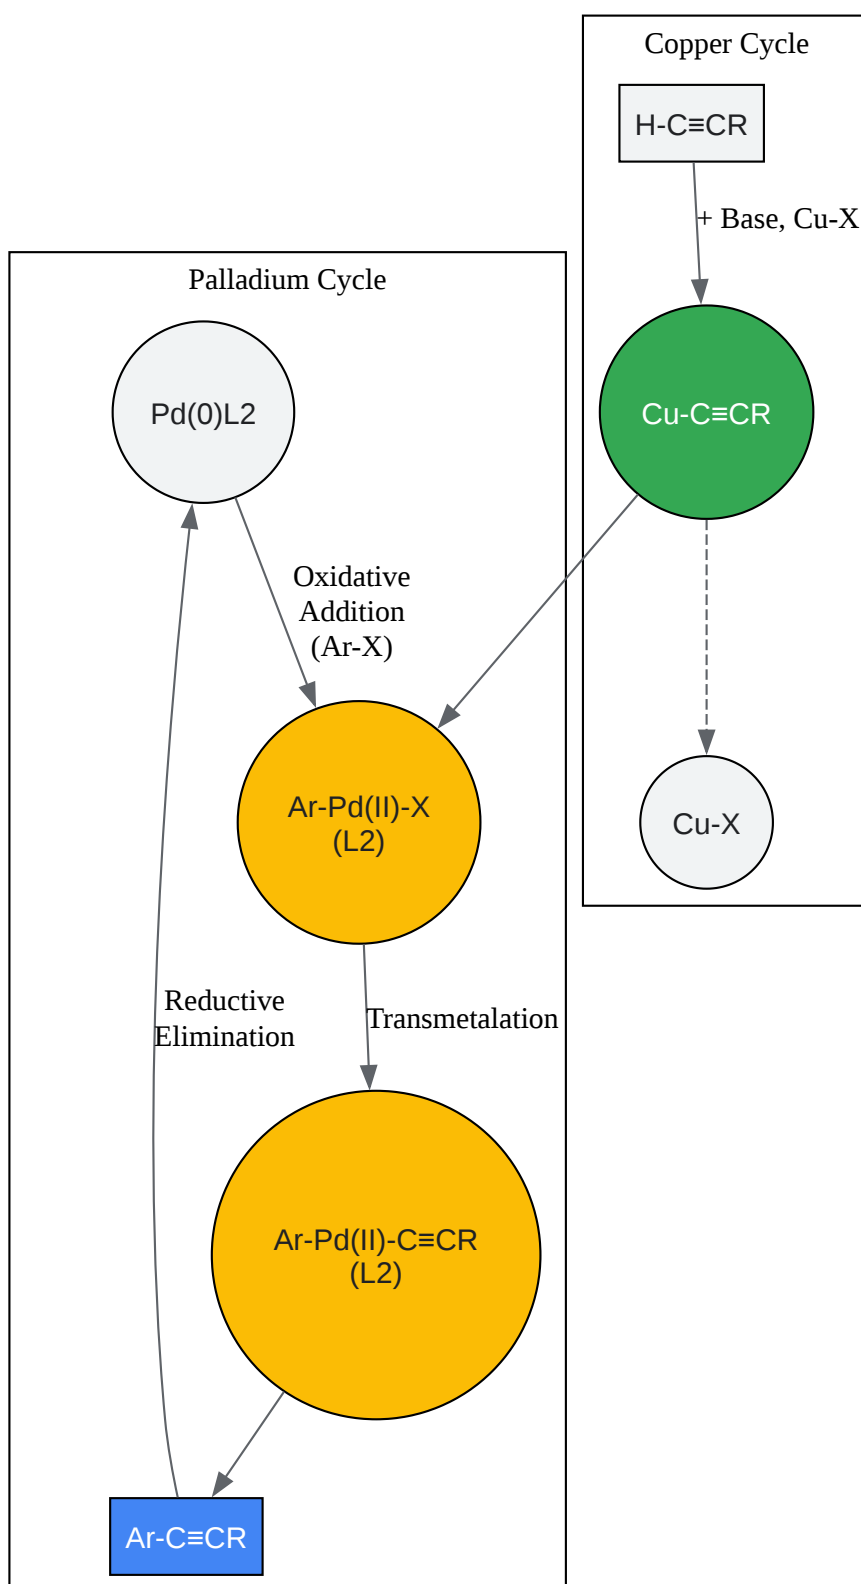 Copper Cycle
H-C≡CR
+ Base, Cu-X
Palladium Cycle
Pd(0)L2
Cu-C≡CR
Oxidative
Addition
(Ar-X)
Ar-Pd(II)-X
(L2)
Cu-X
Reductive
Elimination
Transmetalation
Ar-Pd(II)-C≡CR
(L2)
Ar-C≡CR